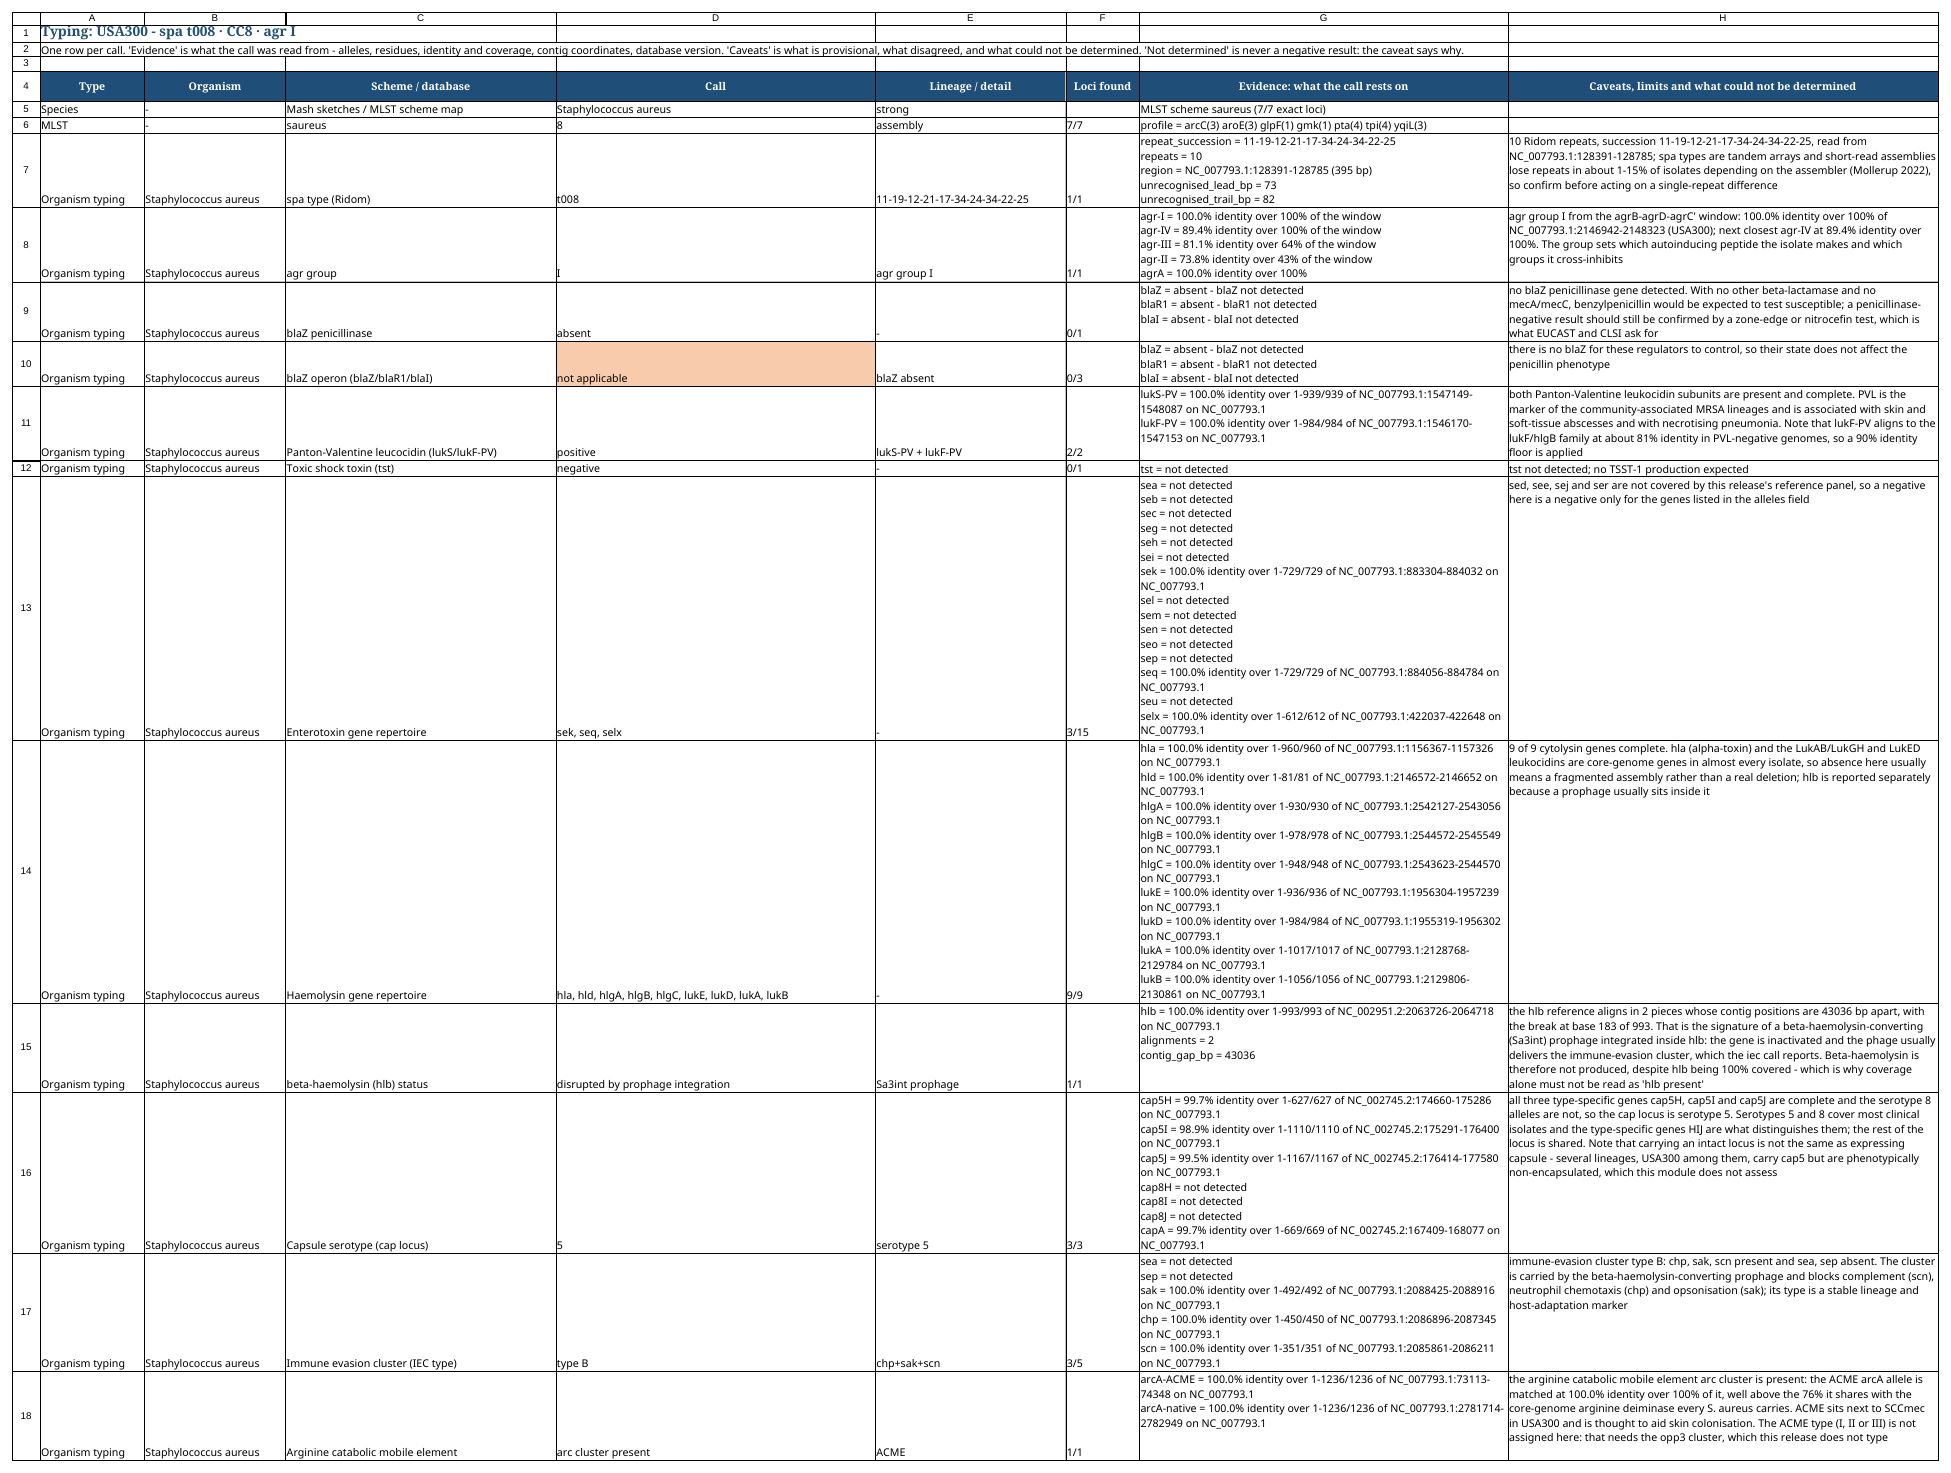 A B C D E F G H
1 Typing: USA300 - spa t008 · CC8 · agr I
2 One row per call. 'Evidence' is what the call was read from - alleles, residues, identity and coverage, contig coordinates, database version. 'Caveats' is what is provisional, what disagreed, and what could not be determined. 'Not determined' is never a negative result: the caveat says why.
3
4 Type Organism Scheme / database Call Lineage / detail Loci found Evidence: what the call rests on Caveats, limits and what could not be determined
5 Species - Mash sketches / MLST scheme map Staphylococcus aureus strong MLST scheme saureus (7/7 exact loci)
6 MLST - saureus 8 assembly 7/7 profile = arcC(3) aroE(3) glpF(1) gmk(1) pta(4) tpi(4) yqiL(3)
7 Organism typing Staphylococcus aureus spa type (Ridom) t008 11-19-12-21-17-34-24-34-22-25 1/1
repeat_succession = 11-19-12-21-17-34-24-34-22-25
repeats = 10
region = NC_007793.1:128391-128785 (395 bp)
unrecognised_lead_bp = 73
unrecognised_trail_bp = 82
10 Ridom repeats, succession 11-19-12-21-17-34-24-34-22-25, read from
NC_007793.1:128391-128785; spa types are tandem arrays and short-read assemblies
lose repeats in about 1-15% of isolates depending on the assembler (Mollerup 2022),
so confirm before acting on a single-repeat difference
8 Organism typing Staphylococcus aureus agr group I agr group I 1/1
agr-I = 100.0% identity over 100% of the window
agr-IV = 89.4% identity over 100% of the window
agr-III = 81.1% identity over 64% of the window
agr-II = 73.8% identity over 43% of the window
agrA = 100.0% identity over 100%
agr group I from the agrB-agrD-agrC' window: 100.0% identity over 100% of
NC_007793.1:2146942-2148323 (USA300); next closest agr-IV at 89.4% identity over
100%. The group sets which autoinducing peptide the isolate makes and which
groups it cross-inhibits
9 Organism typing Staphylococcus aureus blaZ penicillinase absent - 0/1
blaZ = absent - blaZ not detected
blaR1 = absent - blaR1 not detected
blaI = absent - blaI not detected
no blaZ penicillinase gene detected. With no other beta-lactamase and no
mecA/mecC, benzylpenicillin would be expected to test susceptible; a penicillinase-
negative result should still be confirmed by a zone-edge or nitrocefin test, which is
what EUCAST and CLSI ask for
10 Organism typing Staphylococcus aureus blaZ operon (blaZ/blaR1/blaI) not applicable blaZ absent 0/3
blaZ = absent - blaZ not detected
blaR1 = absent - blaR1 not detected
blaI = absent - blaI not detected
there is no blaZ for these regulators to control, so their state does not affect the
penicillin phenotype
11 Organism typing Staphylococcus aureus Panton-Valentine leucocidin (lukS/lukF-PV) positive lukS-PV + lukF-PV 2/2
lukS-PV = 100.0% identity over 1-939/939 of NC_007793.1:1547149-
1548087 on NC_007793.1
lukF-PV = 100.0% identity over 1-984/984 of NC_007793.1:1546170-
1547153 on NC_007793.1
both Panton-Valentine leukocidin subunits are present and complete. PVL is the
marker of the community-associated MRSA lineages and is associated with skin and
soft-tissue abscesses and with necrotising pneumonia. Note that lukF-PV aligns to the
lukF/hlgB family at about 81% identity in PVL-negative genomes, so a 90% identity
floor is applied
12 Organism typing Staphylococcus aureus Toxic shock toxin (tst) negative - 0/1 tst = not detected tst not detected; no TSST-1 production expected
13 Organism typing Staphylococcus aureus Enterotoxin gene repertoire sek, seq, selx - 3/15
sea = not detected
seb = not detected
sec = not detected
seg = not detected
seh = not detected
sei = not detected
sek = 100.0% identity over 1-729/729 of NC_007793.1:883304-884032 on
NC_007793.1
sel = not detected
sem = not detected
sen = not detected
seo = not detected
sep = not detected
seq = 100.0% identity over 1-729/729 of NC_007793.1:884056-884784 on
NC_007793.1
seu = not detected
selx = 100.0% identity over 1-612/612 of NC_007793.1:422037-422648 on
NC_007793.1
sed, see, sej and ser are not covered by this release's reference panel, so a negative
here is a negative only for the genes listed in the alleles field
14 Organism typing Staphylococcus aureus Haemolysin gene repertoire hla, hld, hlgA, hlgB, hlgC, lukE, lukD, lukA, lukB - 9/9
hla = 100.0% identity over 1-960/960 of NC_007793.1:1156367-1157326
on NC_007793.1
hld = 100.0% identity over 1-81/81 of NC_007793.1:2146572-2146652 on
NC_007793.1
hlgA = 100.0% identity over 1-930/930 of NC_007793.1:2542127-2543056
on NC_007793.1
hlgB = 100.0% identity over 1-978/978 of NC_007793.1:2544572-2545549
on NC_007793.1
hlgC = 100.0% identity over 1-948/948 of NC_007793.1:2543623-2544570
on NC_007793.1
lukE = 100.0% identity over 1-936/936 of NC_007793.1:1956304-1957239
on NC_007793.1
lukD = 100.0% identity over 1-984/984 of NC_007793.1:1955319-1956302
on NC_007793.1
lukA = 100.0% identity over 1-1017/1017 of NC_007793.1:2128768-
2129784 on NC_007793.1
lukB = 100.0% identity over 1-1056/1056 of NC_007793.1:2129806-
2130861 on NC_007793.1
9 of 9 cytolysin genes complete. hla (alpha-toxin) and the LukAB/LukGH and LukED
leukocidins are core-genome genes in almost every isolate, so absence here usually
means a fragmented assembly rather than a real deletion; hlb is reported separately
because a prophage usually sits inside it
15 Organism typing Staphylococcus aureus beta-haemolysin (hlb) status disrupted by prophage integration Sa3int prophage 1/1
hlb = 100.0% identity over 1-993/993 of NC_002951.2:2063726-2064718
on NC_007793.1
alignments = 2
contig_gap_bp = 43036
the hlb reference aligns in 2 pieces whose contig positions are 43036 bp apart, with
the break at base 183 of 993. That is the signature of a beta-haemolysin-converting
(Sa3int) prophage integrated inside hlb: the gene is inactivated and the phage usually
delivers the immune-evasion cluster, which the iec call reports. Beta-haemolysin is
therefore not produced, despite hlb being 100% covered - which is why coverage
alone must not be read as 'hlb present'
16 Organism typing Staphylococcus aureus Capsule serotype (cap locus) 5 serotype 5 3/3
cap5H = 99.7% identity over 1-627/627 of NC_002745.2:174660-175286
on NC_007793.1
cap5I = 98.9% identity over 1-1110/1110 of NC_002745.2:175291-176400
on NC_007793.1
cap5J = 99.5% identity over 1-1167/1167 of NC_002745.2:176414-177580
on NC_007793.1
cap8H = not detected
cap8I = not detected
cap8J = not detected
capA = 99.7% identity over 1-669/669 of NC_002745.2:167409-168077 on
NC_007793.1
all three type-specific genes cap5H, cap5I and cap5J are complete and the serotype 8
alleles are not, so the cap locus is serotype 5. Serotypes 5 and 8 cover most clinical
isolates and the type-specific genes HIJ are what distinguishes them; the rest of the
locus is shared. Note that carrying an intact locus is not the same as expressing
capsule - several lineages, USA300 among them, carry cap5 but are phenotypically
non-encapsulated, which this module does not assess
17 Organism typing Staphylococcus aureus Immune evasion cluster (IEC type) type B chp+sak+scn 3/5
sea = not detected
sep = not detected
sak = 100.0% identity over 1-492/492 of NC_007793.1:2088425-2088916
on NC_007793.1
chp = 100.0% identity over 1-450/450 of NC_007793.1:2086896-2087345
on NC_007793.1
scn = 100.0% identity over 1-351/351 of NC_007793.1:2085861-2086211
on NC_007793.1
immune-evasion cluster type B: chp, sak, scn present and sea, sep absent. The cluster
is carried by the beta-haemolysin-converting prophage and blocks complement (scn),
neutrophil chemotaxis (chp) and opsonisation (sak); its type is a stable lineage and
host-adaptation marker
18 Organism typing Staphylococcus aureus Arginine catabolic mobile element arc cluster present ACME 1/1
arcA-ACME = 100.0% identity over 1-1236/1236 of NC_007793.1:73113-
74348 on NC_007793.1
arcA-native = 100.0% identity over 1-1236/1236 of NC_007793.1:2781714-
2782949 on NC_007793.1
the arginine catabolic mobile element arc cluster is present: the ACME arcA allele is
matched at 100.0% identity over 100% of it, well above the 76% it shares with the
core-genome arginine deiminase every S. aureus carries. ACME sits next to SCCmec
in USA300 and is thought to aid skin colonisation. The ACME type (I, II or III) is not
assigned here: that needs the opp3 cluster, which this release does not type